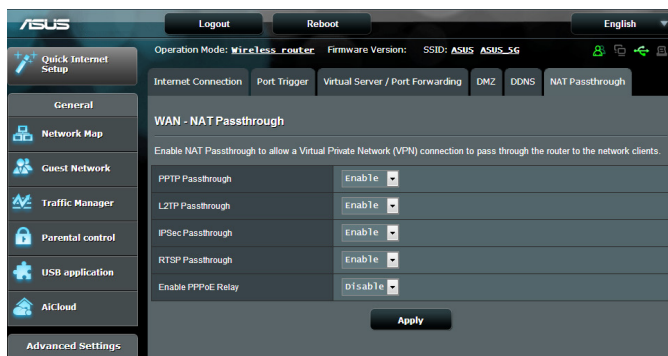 ASUS
Logout
Reboot
English
Quick Internet Setup
Operation Mode: Wireless router Firmware Version: SSID: ASUS ASUS_5G
Internet Connection
Port Trigger
Virtual Server / Port Forwarding
DMZ
DDNS
NAT Passthrough
General
Network Map
Guest Network
Traffic Manager
Parental control
USB application
AiCloud
Advanced Settings
WAN - NAT Passthrough
Enable NAT Passthrough to allow a Virtual Private Network (VPN) connection to pass through the router to the network clients.
PPTP Passthrough Enable
L2TP Passthrough Enable
IPSec Passthrough Enable
RTSP Passthrough Enable
Enable PPPoE Relay Disable
Apply